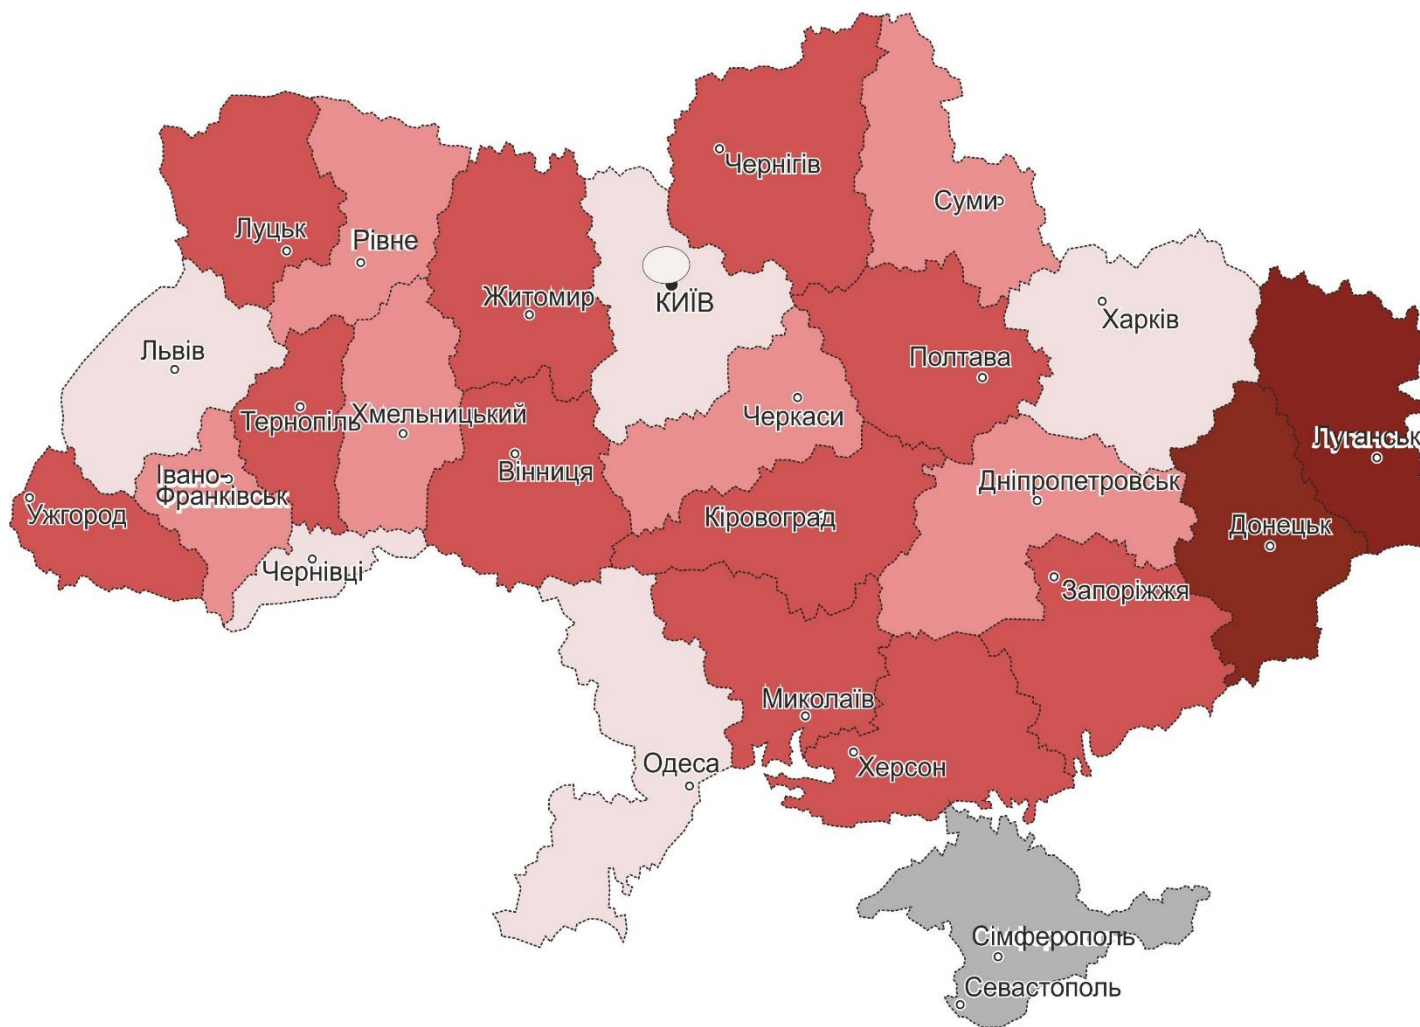 Чернігів
Суми
Луцьк
Рівне
Житомир
КИЇВ
Харків
Львів
Полтава
Тернопіль
Хмельницький
Черкаси
Луганськ
Вінниця
Івано-
Франківськ
Дніпропетровськ
Ужгород
Кіровоград
Донецьк
Чернівці
Запоріжжя
Миколаїв
Одеса
Херсон
Сімферополь
Севастополь